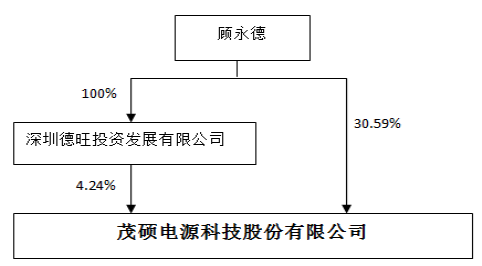 顾永德
100%
30.59%
深圳德旺投资发展有限公司
4.24%
茂硕电源科技股份有限公司